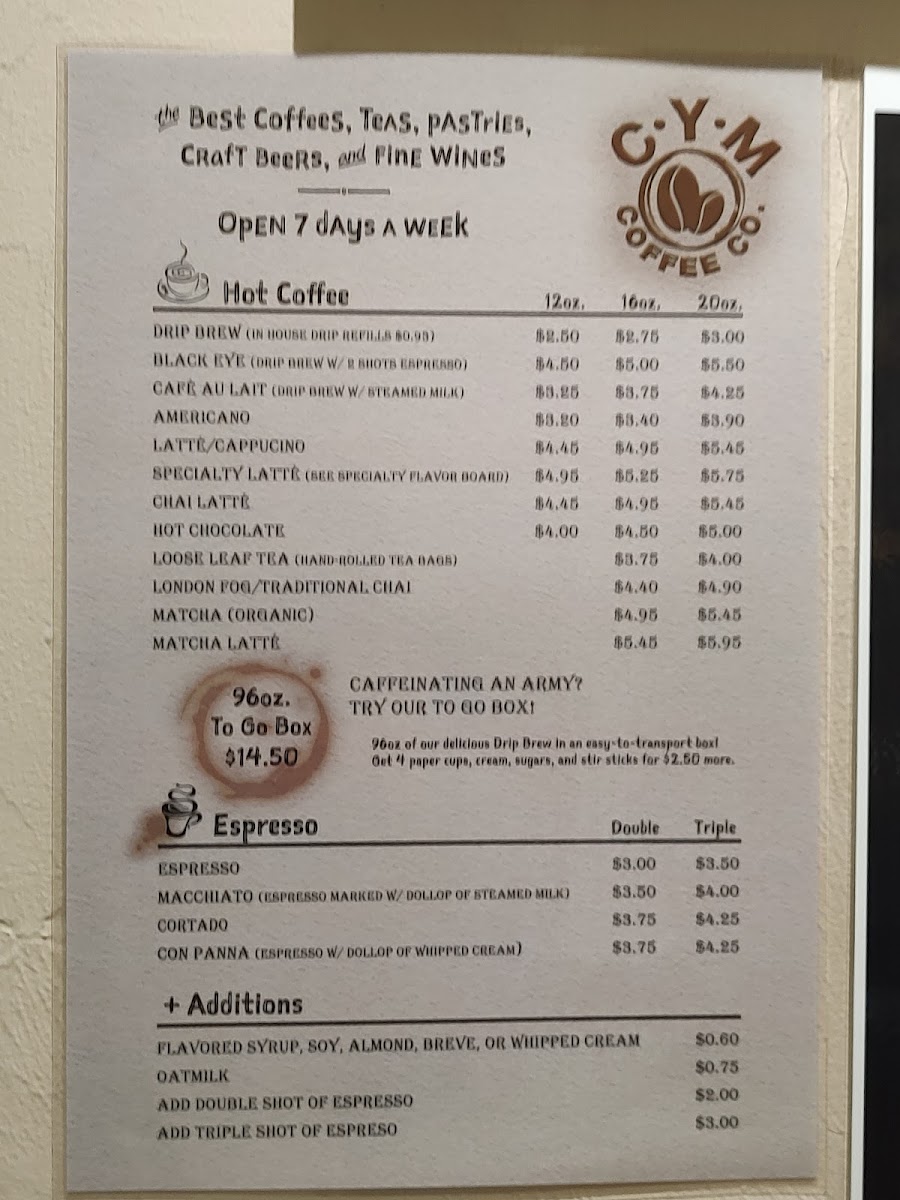 the Best Coffees, Teas, Pastries,
Craft Beers, and Fine Wines
Open 7 days a week
C·Y·M
COFFEE CO.
Hot Coffee 12oz. 16oz. 20oz.
DRIP BREW (IN HOUSE DRIP REFILLS $0.95) $2.50 $2.75 $3.00
BLACK EYE (DRIP BREW W/ 2 SHOTS ESPRESSO) $4.50 $5.00 $5.50
CAFÉ AU LAIT (DRIP BREW W/ STEAMED MILK) $3.25 $3.75 $4.25
AMERICANO $3.20 $3.40 $3.90
LATTÉ/CAPPUCINO $4.45 $4.95 $5.45
SPECIALTY LATTÉ (SEE SPECIALTY FLAVOR BOARD) $4.95 $5.25 $5.75
CHAI LATTÉ $4.45 $4.95 $5.45
HOT CHOCOLATE $4.00 $4.50 $5.00
LOOSE LEAF TEA (HAND-ROLLED TEA BAGS) $3.75 $4.00
LONDON FOG/TRADITIONAL CHAI $4.40 $4.90
MATCHA (ORGANIC) $4.95 $5.45
MATCHA LATTÉ $5.45 $5.95
96oz.
To Go Box
$14.50
CAFFEINATING AN ARMY?
TRY OUR TO GO BOX!
96oz of our delicious Drip Brew in an easy-to-transport box!
Get 4 paper cups, cream, sugars, and stir sticks for $2.50 more.
Espresso Double Triple
ESPRESSO $3.00 $3.50
MACCHIATO (ESPRESSO MARKED W/ DOLLOP OF STEAMED MILK) $3.50 $4.00
CORTADO $3.75 $4.25
CON PANNA (ESPRESSO W/ DOLLOP OF WHIPPED CREAM) $3.75 $4.25
+ Additions
FLAVORED SYRUP, SOY, ALMOND, BREVE, OR WHIPPED CREAM $0.60
OATMILK $0.75
ADD DOUBLE SHOT OF ESPRESSO $2.00
ADD TRIPLE SHOT OF ESPRESO $3.00